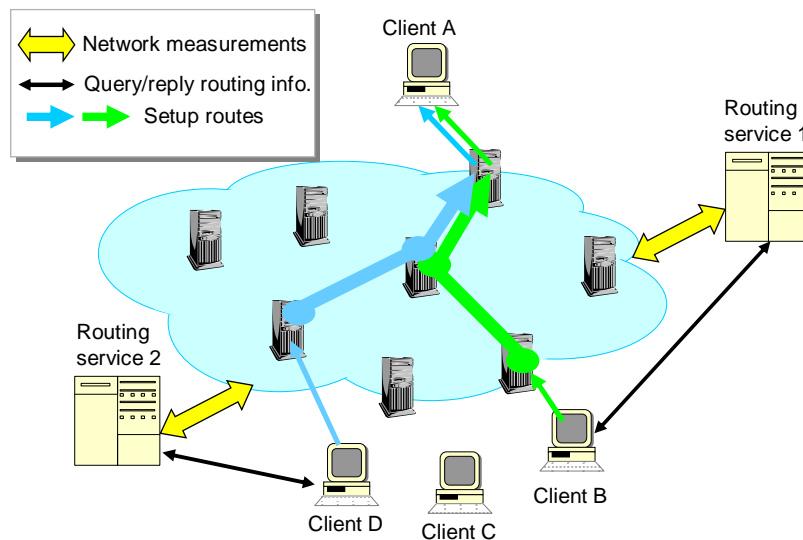 Network measurements
Query/reply routing info.
Setup routes
Client A
Routing
service 1
Routing
service 2
Client D
Client C
Client B